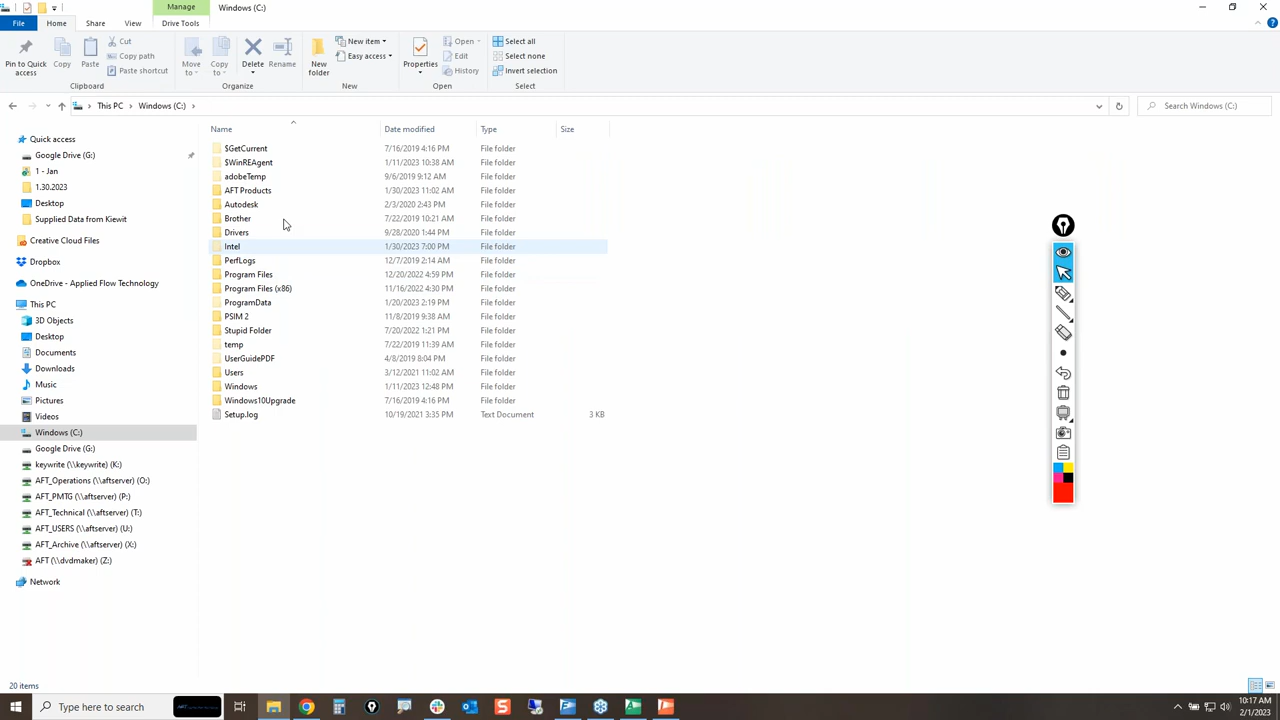 Manage
Windows (C:)
File
Home
Share
View
Drive Tools
Pin to Quick access
Copy
Paste
Cut
Copy path
Paste shortcut
Clipboard
Move to
Copy to
Delete
Rename
Organize
New folder
New item
Easy access
New
Properties
Open
Edit
History
Open
Select all
Select none
Invert selection
Select
This PC > Windows (C:) >
Search Windows (C:)
Name Date modified Type Size
Quick access
Google Drive (G:)
1 - Jan
1.30.2023
Desktop
Supplied Data from Kiewit
Creative Cloud Files
Dropbox
OneDrive - Applied Flow Technology
This PC
3D Objects
Desktop
Documents
Downloads
Music
Pictures
Videos
Windows (C:)
Google Drive (G:)
keywrite (\\keywrite) (K:)
AFT_Operations (\\aftserver) (O:)
AFT_PMTG (\\aftserver) (P:)
AFT_Technical (\\aftserver) (T:)
AFT_USERS (\\aftserver) (U:)
AFT_Archive (\\aftserver) (X:)
AFT (\\dvdmaker) (Z:)
Network
$GetCurrent 7/16/2019 4:16 PM File folder
$WinREAgent 1/11/2023 10:38 AM File folder
adobeTemp 9/6/2019 9:12 AM File folder
AFT Products 1/30/2023 11:02 AM File folder
Autodesk 2/3/2020 2:43 PM File folder
Brother 7/22/2019 10:21 AM File folder
Drivers 9/28/2020 1:44 PM File folder
Intel 1/30/2023 7:00 PM File folder
PerfLogs 12/7/2019 2:14 AM File folder
Program Files 12/20/2022 4:59 PM File folder
Program Files (x86) 11/16/2022 4:30 PM File folder
ProgramData 1/20/2023 2:19 PM File folder
PSIM 2 11/8/2019 9:38 AM File folder
Stupid Folder 7/20/2022 1:21 PM File folder
temp 7/22/2019 11:39 AM File folder
UserGuidePDF 4/8/2019 8:04 PM File folder
Users 3/12/2021 11:02 AM File folder
Windows 1/11/2023 12:48 PM File folder
Windows10Upgrade 7/16/2019 4:16 PM File folder
Setup.log 10/19/2021 3:35 PM Text Document 3 KB
20 items
Type here to search
10:17 AM
2/1/2023